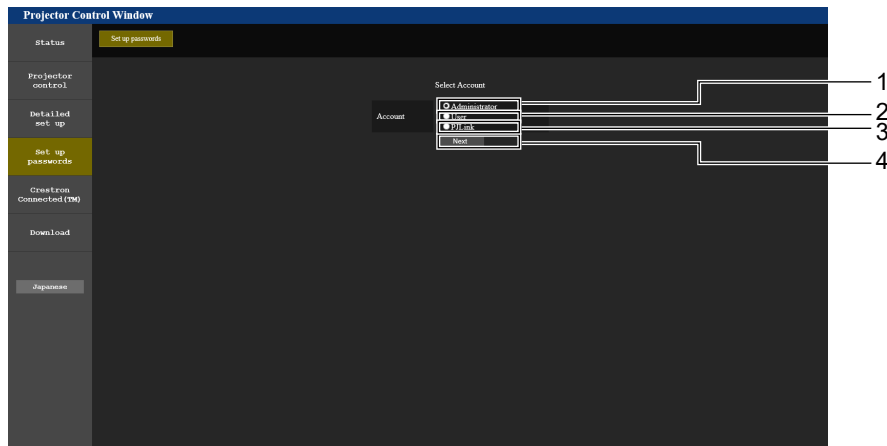 Projector Control Window
Status
Set up passwords
Projector
control
Select Account
1
Administrator
Account
User
2
PJLink
3
Next
4
Detailed
set up
Set up
passwords
Crestron
Connected(TM)
Download
Japanese